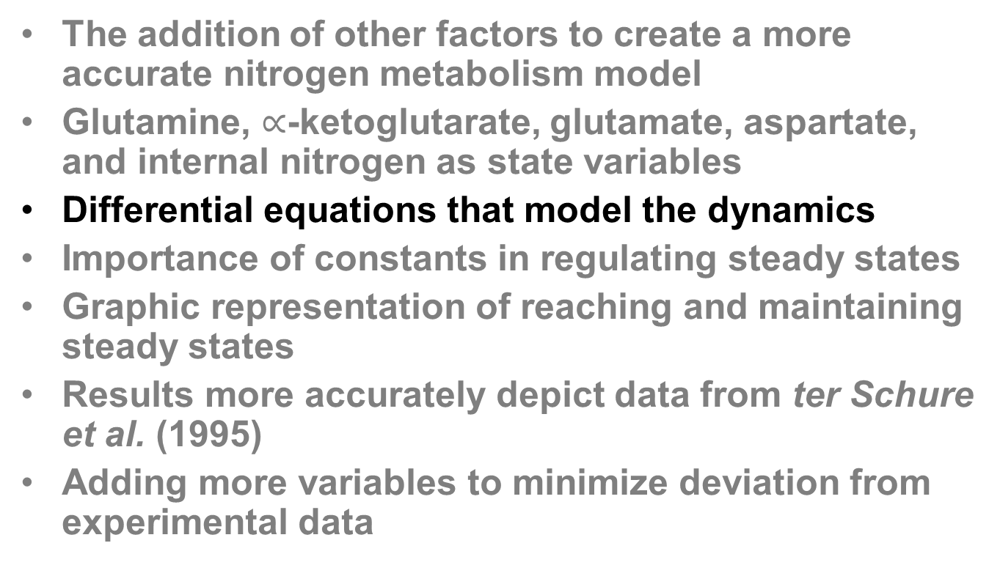 • The addition of other factors to create a more
accurate nitrogen metabolism model
• Glutamine, ∝-ketoglutarate, glutamate, aspartate,
and internal nitrogen as state variables
• Differential equations that model the dynamics
• Importance of constants in regulating steady states
• Graphic representation of reaching and maintaining
steady states
• Results more accurately depict data from ter Schure
et al. (1995)
• Adding more variables to minimize deviation from
experimental data